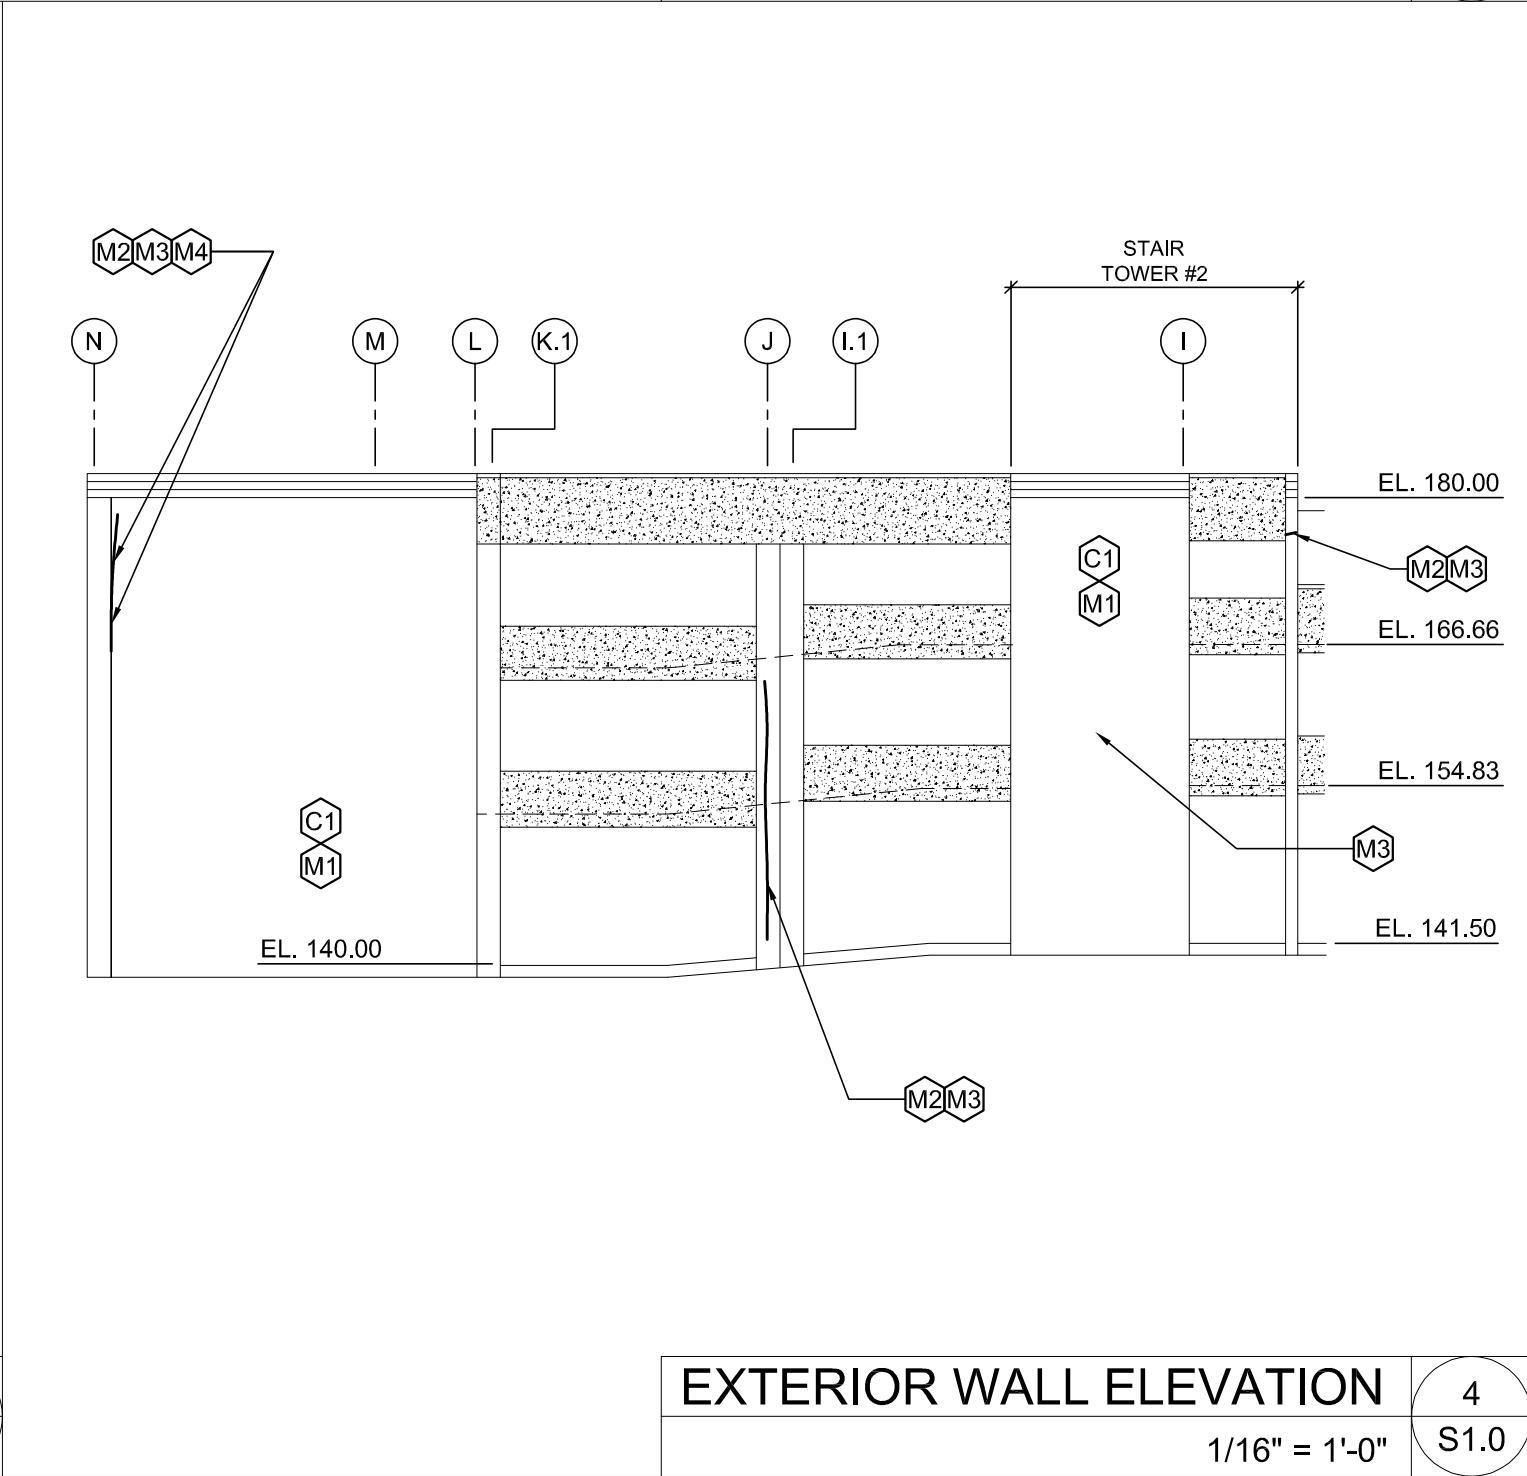 M2 M3 M4
STAIR
TOWER #2
N M L K.1 J I.1 I
EL. 180.00
C1
M1
M2 M3
EL. 166.66
EL. 154.83
C1
M1
M3
EL. 140.00
EL. 141.50
M2 M3
EXTERIOR WALL ELEVATION
4
1/16" = 1'-0"
S1.0